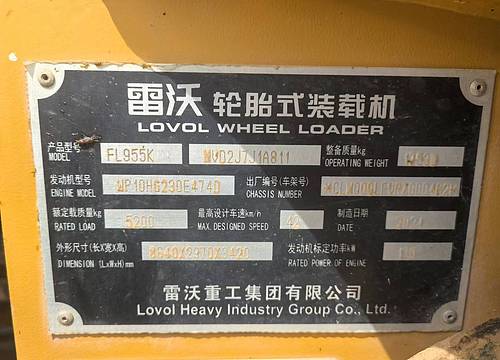 雷沃 轮胎式装载机
LOVOL WHEEL LOADER
产品型号 MODEL FL955K 整备质量kg OPERATING WEIGHT
发动机型号 ENGINE MODEL WP10H6230E474D 出厂编号(车架号) CHASSIS NUMBER
额定载质量kg RATED LOAD 5200 最高设计车速km/h MAX.DESIGNED SPEED 42 制造日期 DATE
外形尺寸(长X宽X高) DIMENSION (LxWxH)mm 发动机标定功率kW RATED POWER OF ENGINE
雷沃重工集团有限公司
Lovol Heavy Industry Group Co., Ltd.